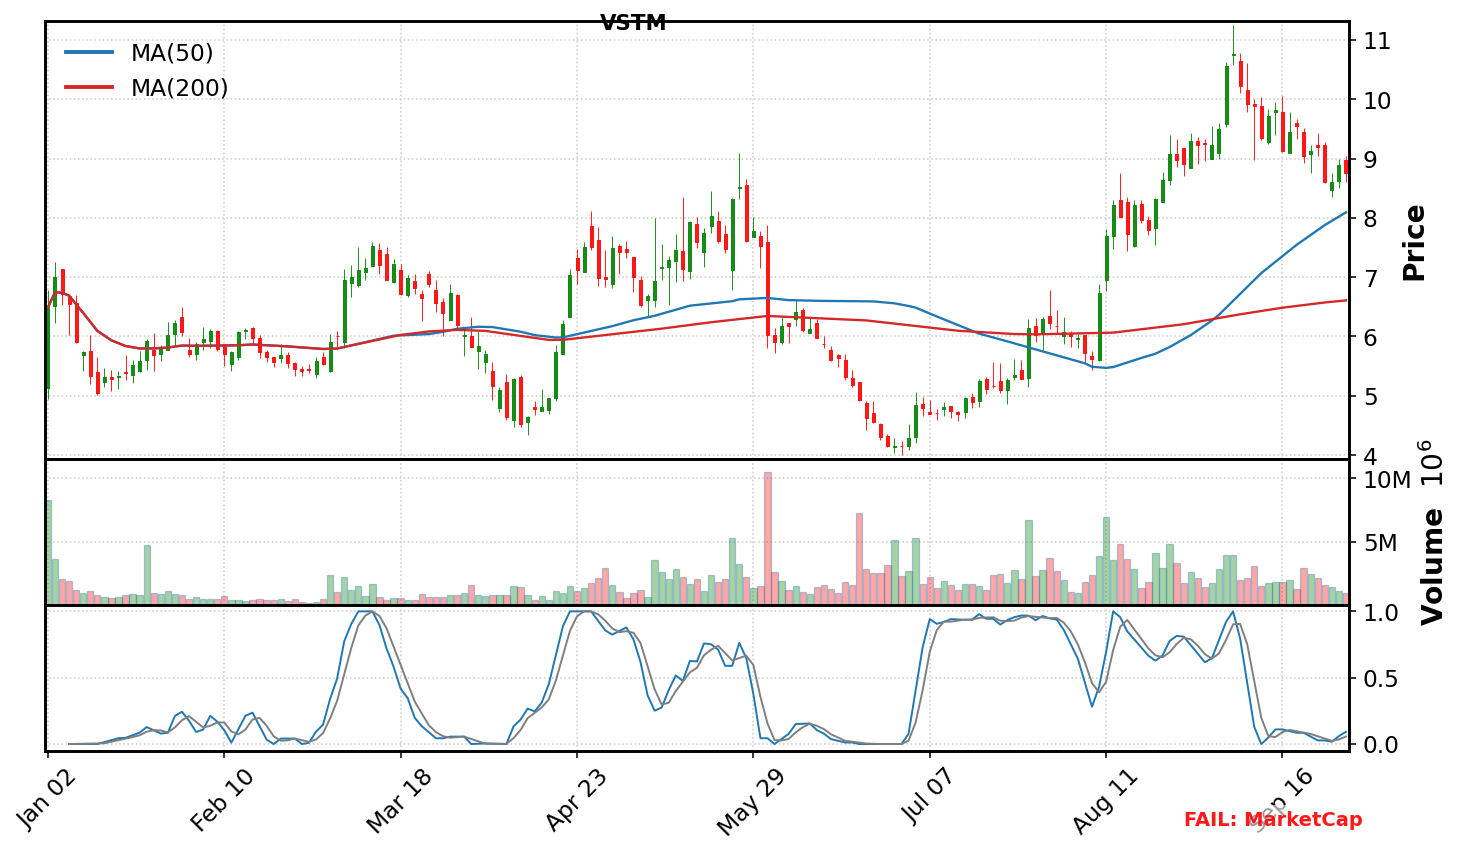 VSTM
MA(50)
MA(200)
11
10
9
8
7
6
5
4
Price
10M
5M
Volume 10⁶
1.0
0.5
0.0
Jan 02
Feb 10
Mar 18
Apr 23
May 29
Jul 07
Aug 11
Sep 16
FAIL: MarketCap